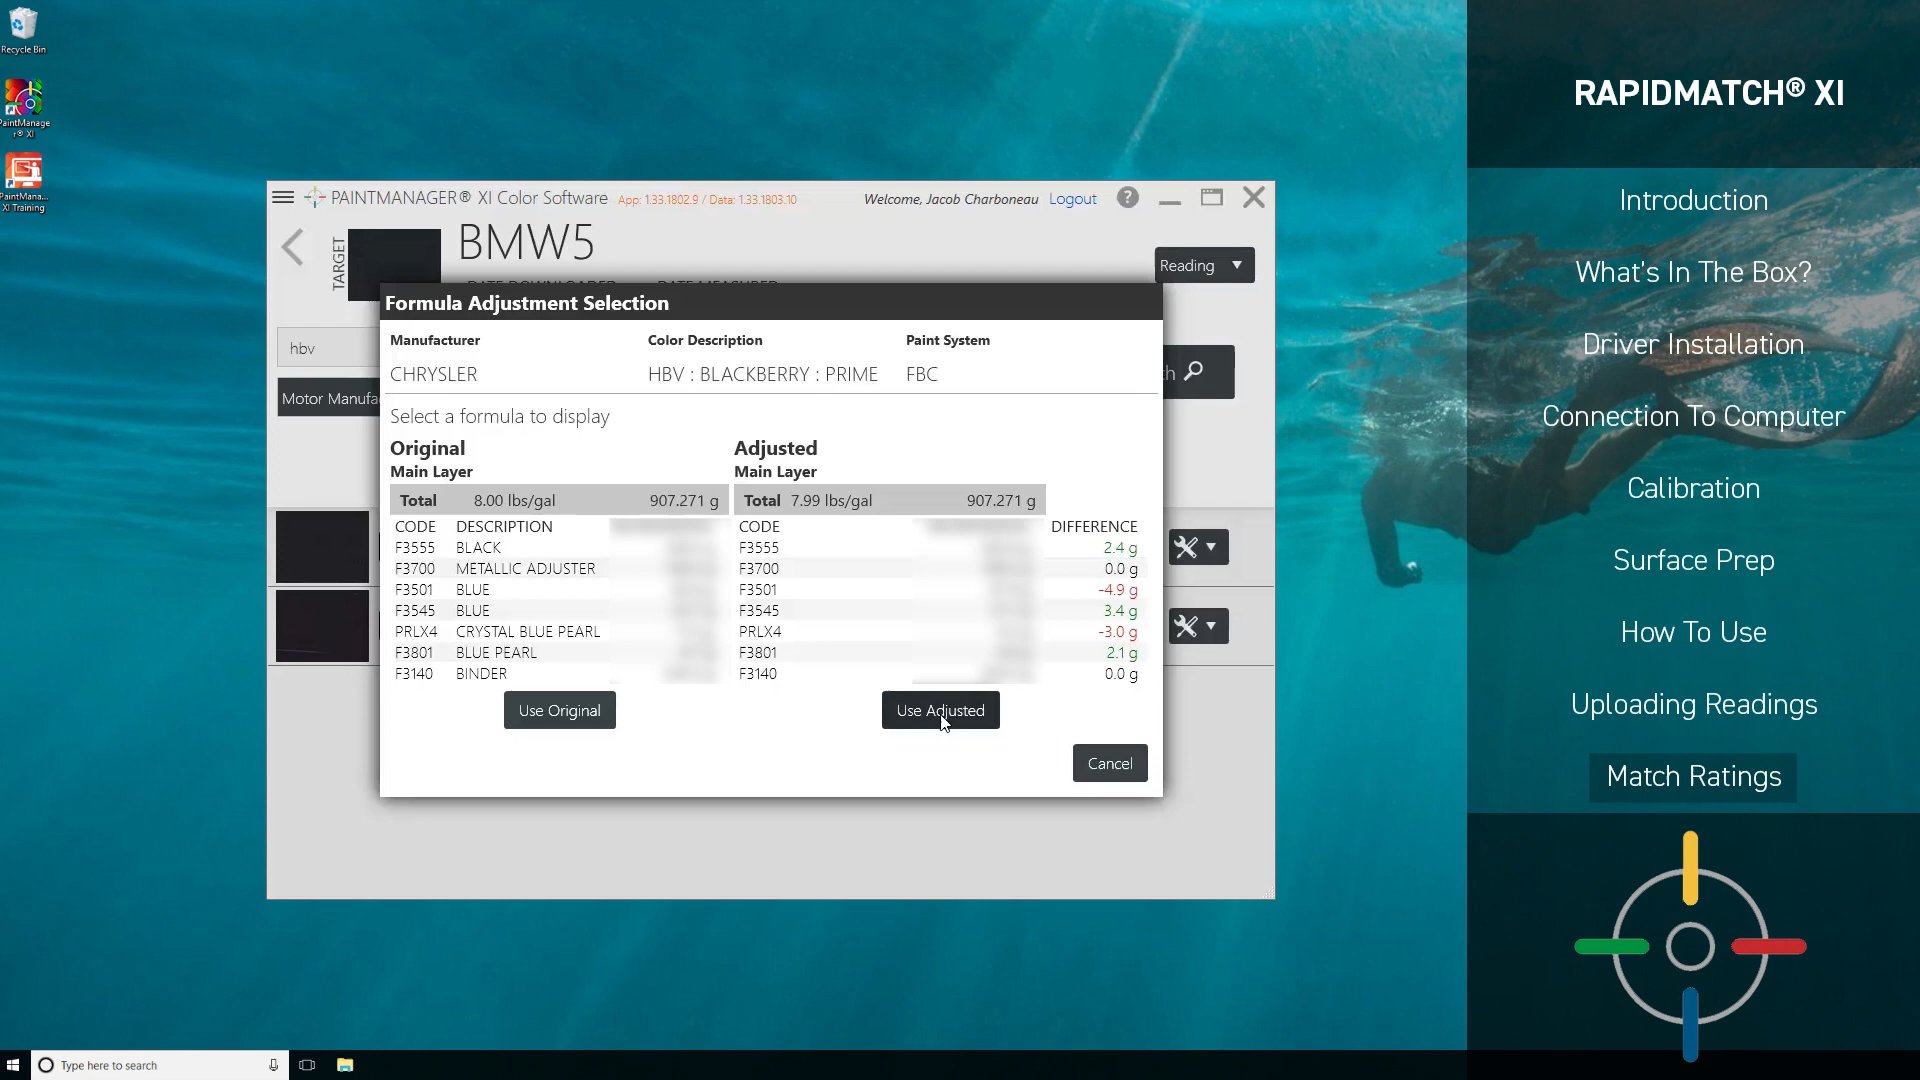 Recycle Bin
PaintManage
r® XI
PaintMana...
XI Training
PAINTMANAGER® XI Color Software App: 1.33.1802.9 / Data: 1.33.1803.10 Welcome, Jacob Charboneau Logout ?
TARGET
BMW5
Reading
hbv
Motor Manufa
Formula Adjustment Selection
Manufacturer Color Description Paint System
CHRYSLER HBV : BLACKBERRY : PRIME FBC
Select a formula to display
Original Adjusted
Main Layer Main Layer
Total 8.00 lbs/gal 907.271 g Total 7.99 lbs/gal 907.271 g
CODE DESCRIPTION CODE DIFFERENCE
F3555 BLACK F3555 2.4 g
F3700 METALLIC ADJUSTER F3700 0.0 g
F3501 BLUE F3501 -4.9 g
F3545 BLUE F3545 3.4 g
PRLX4 CRYSTAL BLUE PEARL PRLX4 -3.0 g
F3801 BLUE PEARL F3801 2.1 g
F3140 BINDER F3140 0.0 g
Use Original Use Adjusted
Cancel
RAPIDMATCH® XI
Introduction
What's In The Box?
Driver Installation
Connection To Computer
Calibration
Surface Prep
How To Use
Uploading Readings
Match Ratings
Type here to search